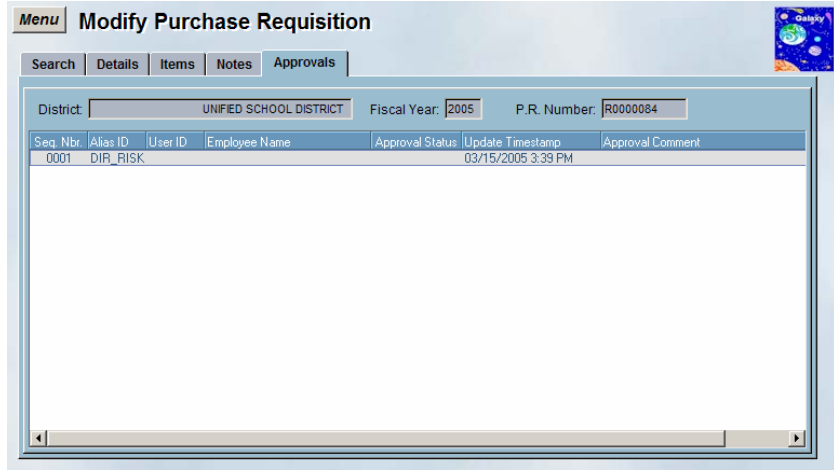 Menu Modify Purchase Requisition
Galaxy
Search Details Items Notes Approvals
District: UNIFIED SCHOOL DISTRICT Fiscal Year: 2005 P.R. Number: R0000084
Seq. Nbr. Alias ID User ID Employee Name Approval Status Update Timestamp Approval Comment
0001 DIR_RISK 03/15/2005 3:39 PM